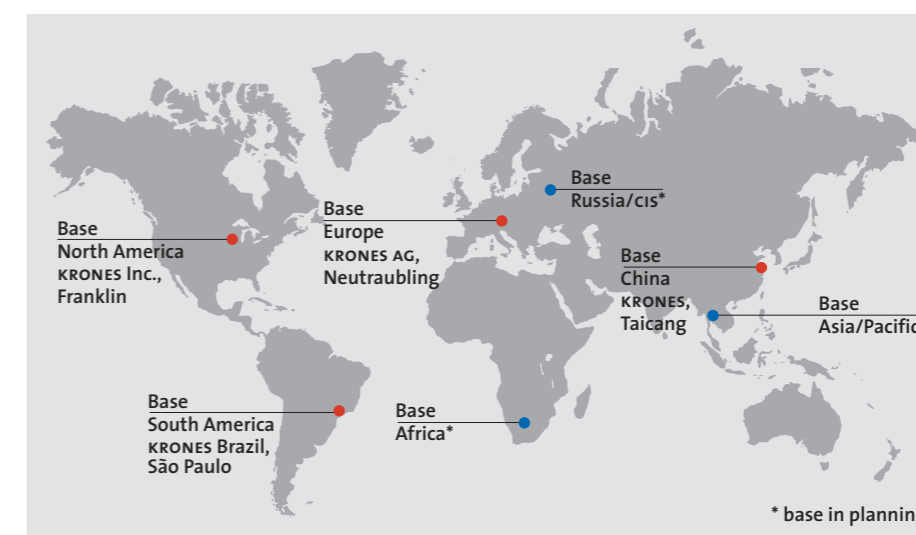 Base
Russia/CIS*
Base
Europe
KRONES AG,
Neutraubling
Base
North America
KRONES Inc.,
Franklin
Base
China
KRONES,
Taicang
Base
Asia/Pacific
Base
South America
KRONES Brazil,
São Paulo
Base
Africa*
* base in plannin